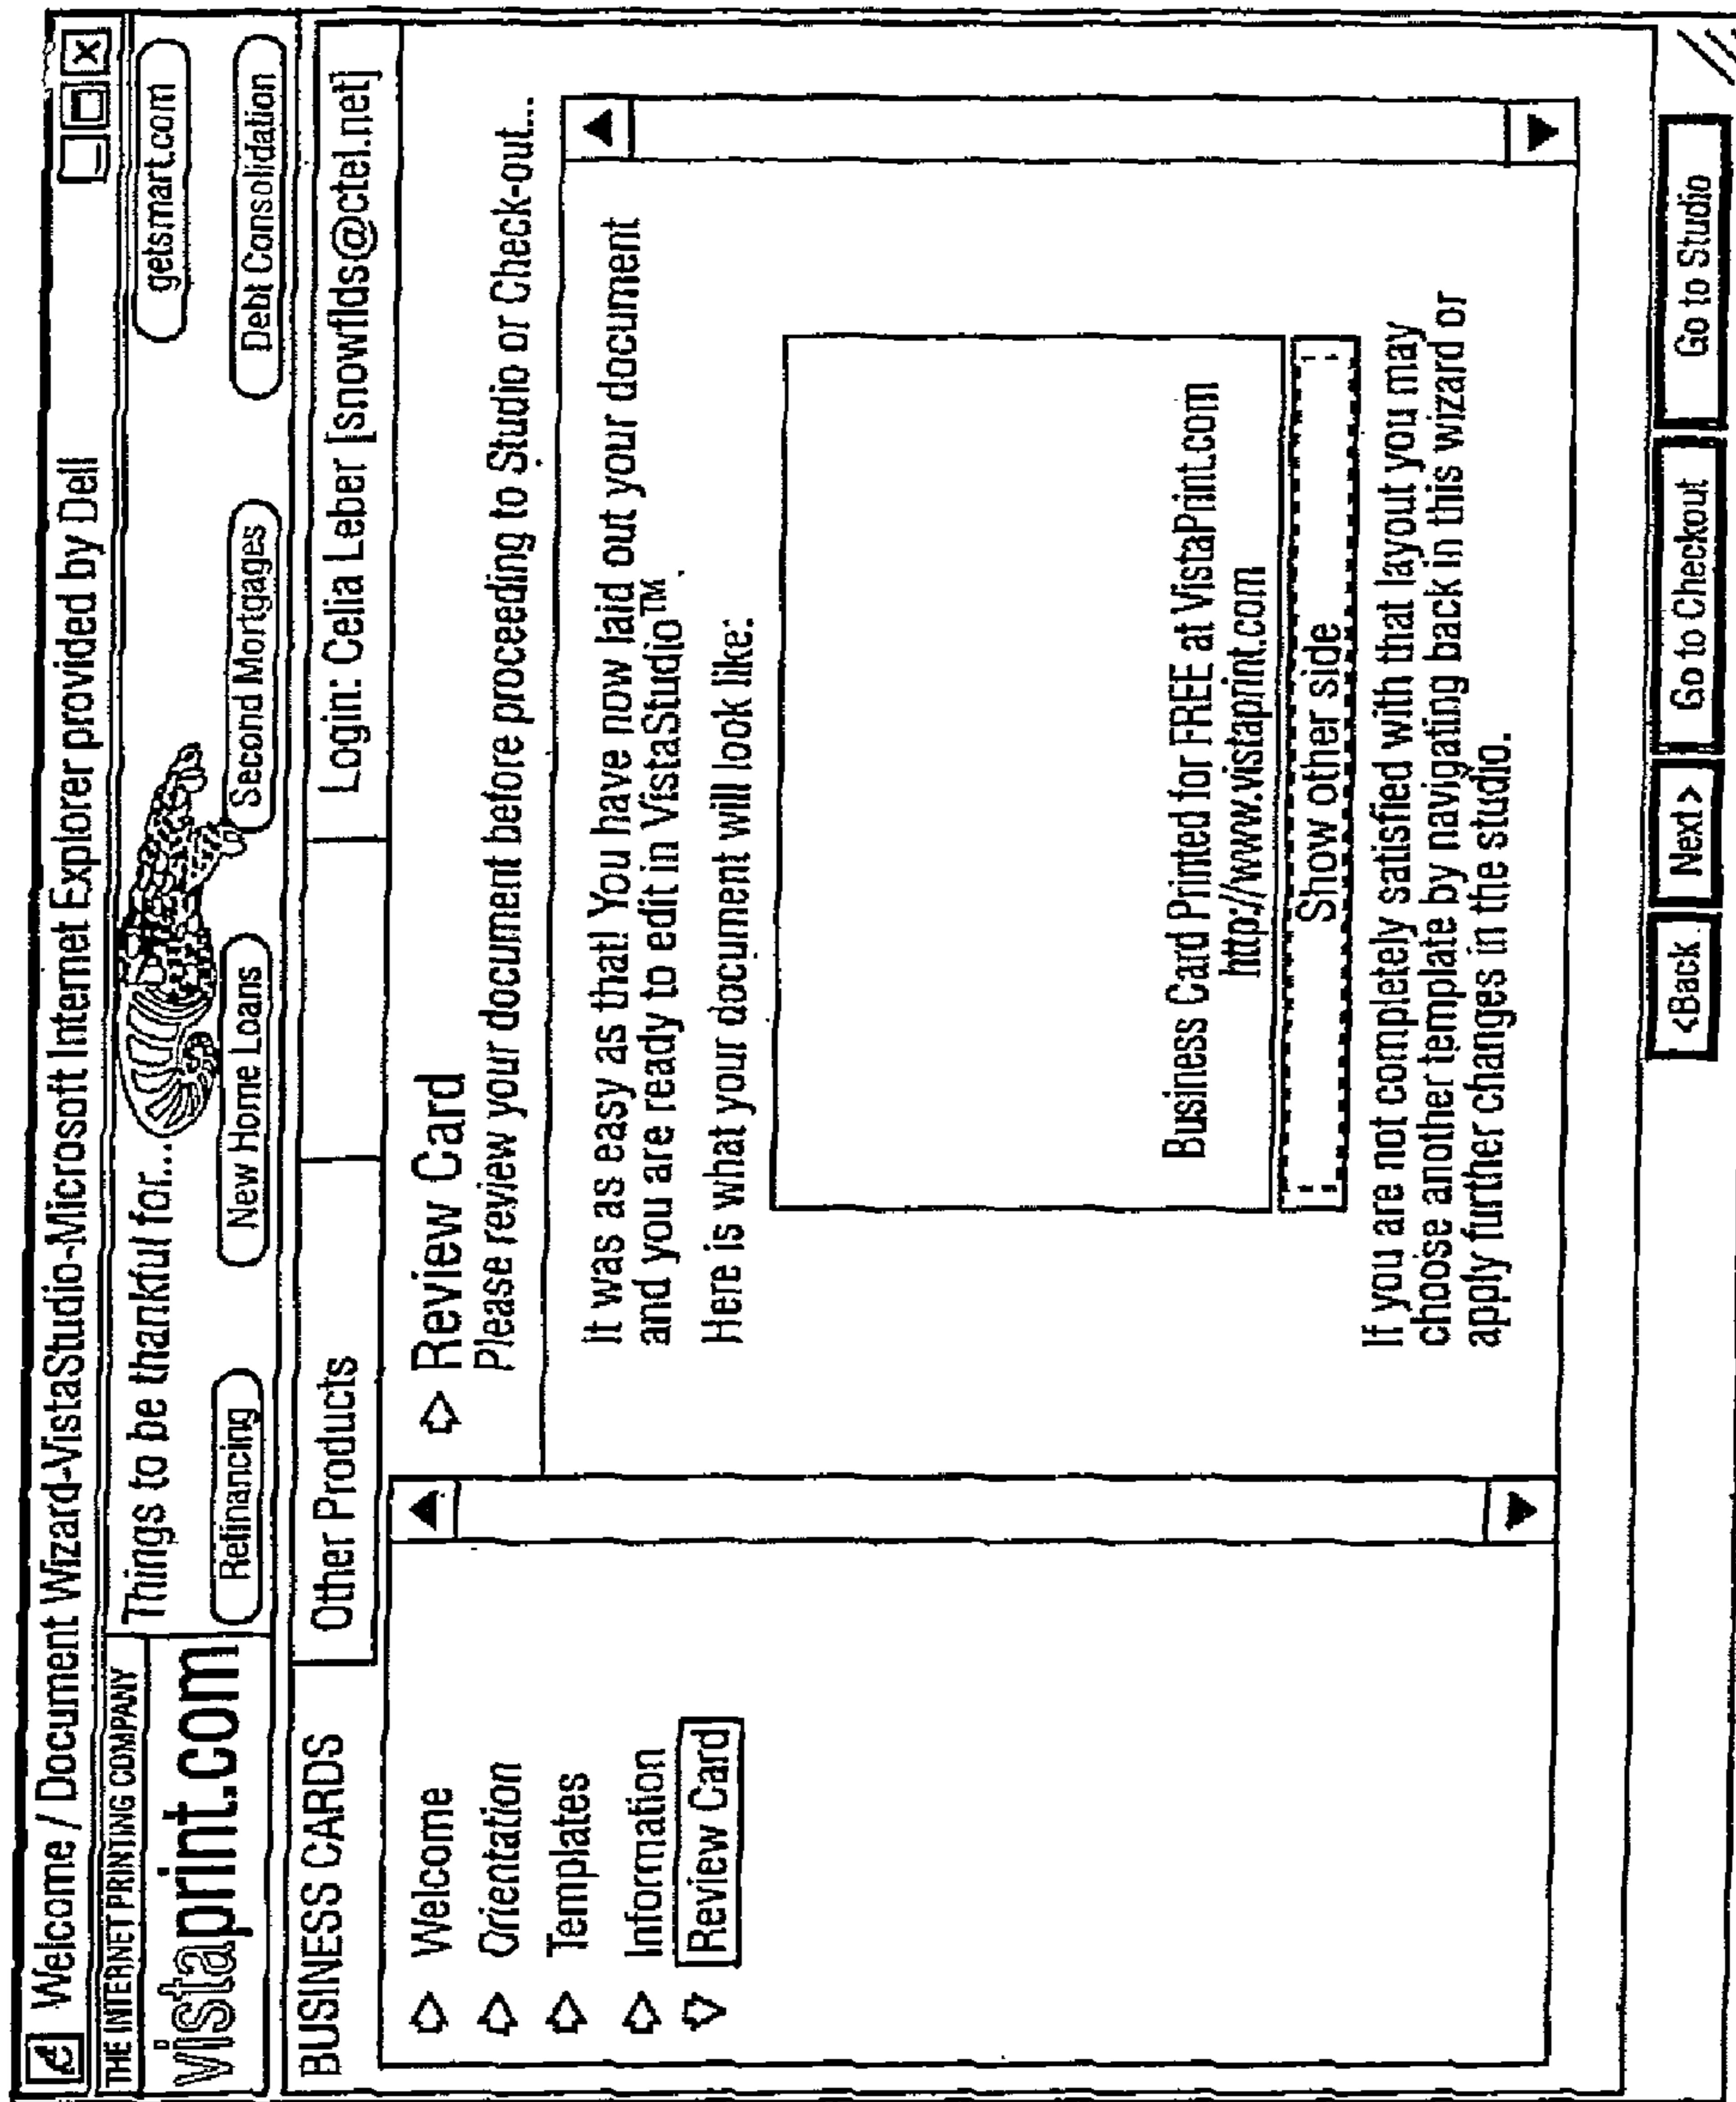 Welcome / Document Wizard-VistaStudio-Microsoft Internet Explorer provided by Dell
THE INTERNET PRINTING COMPANY
vistaprint.com
Things to be thankful for...
getsmart.com
Refinancing
New Home Loans
Second Mortgages
Debt Consolidation
BUSINESS CARDS
Other Products
Login: Celia Leber [snowflds@ctel.net]
Welcome
Orientation
Templates
Information
Review Card
Review Card
Please review your document before proceeding to Studio or Check-out...
It was as easy as that! You have now laid out your document
and you are ready to edit in VistaStudio™.
Here is what your document will look like:
Business Card Printed for FREE at VistaPrint.com
http://www.vistaprint.com
Show other side
If you are not completely satisfied with that layout you may
choose another template by navigating back in this wizard or
apply further changes in the studio.
<Back
Next>
Go to Checkout
Go to Studio